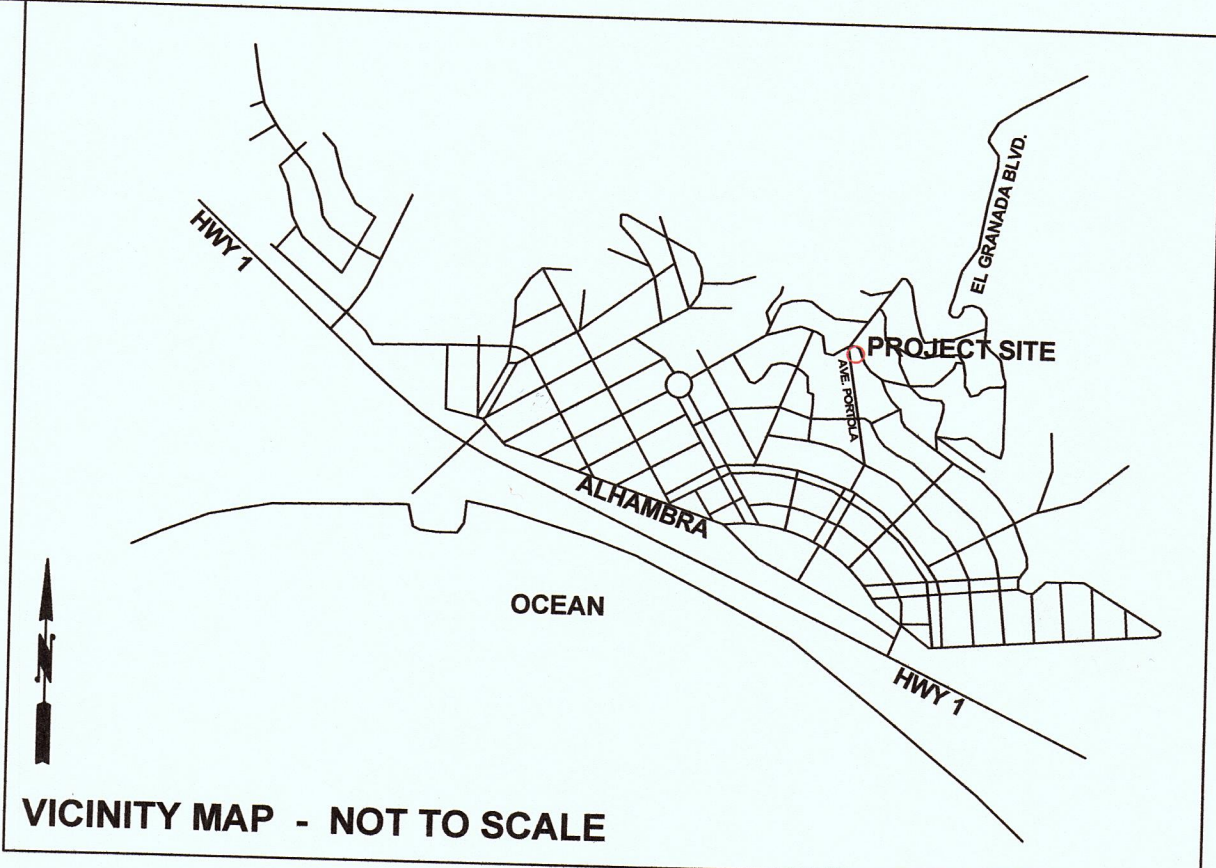 EL GRANADA BLVD.
HWY 1
PROJECT SITE
AVE. PORTOLA
ALHAMBRA
OCEAN
N
HWY 1
VICINITY MAP - NOT TO SCALE